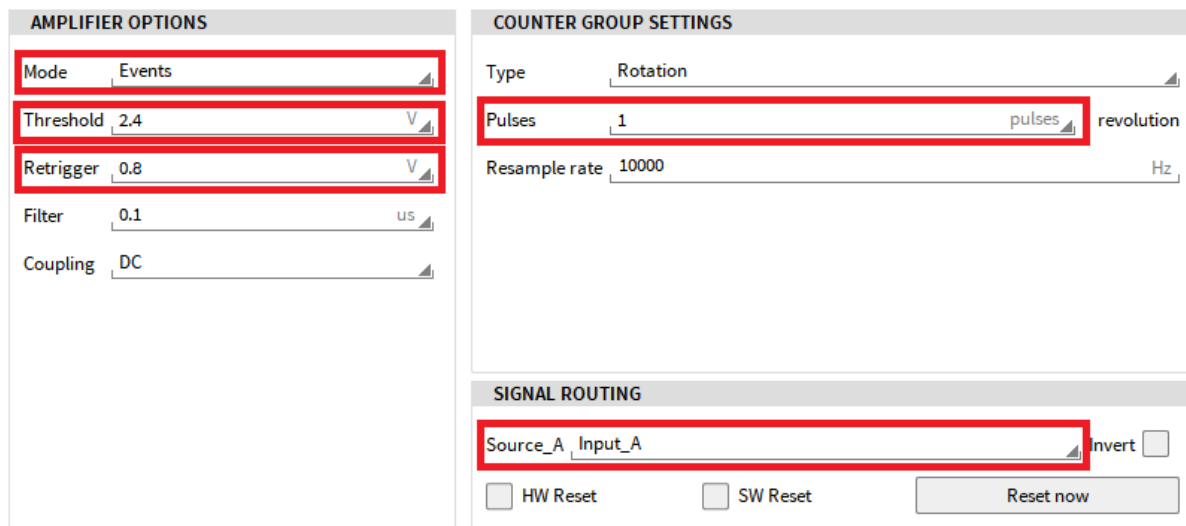 AMPLIFIER OPTIONS
Mode Events
Threshold 2.4 V
Retrigger 0.8 V
Filter 0.1 us
Coupling DC
COUNTER GROUP SETTINGS
Type Rotation
Pulses 1 pulses revolution
Resample rate 10000 Hz
SIGNAL ROUTING
Source_A Input_A Invert
HW Reset SW Reset Reset now